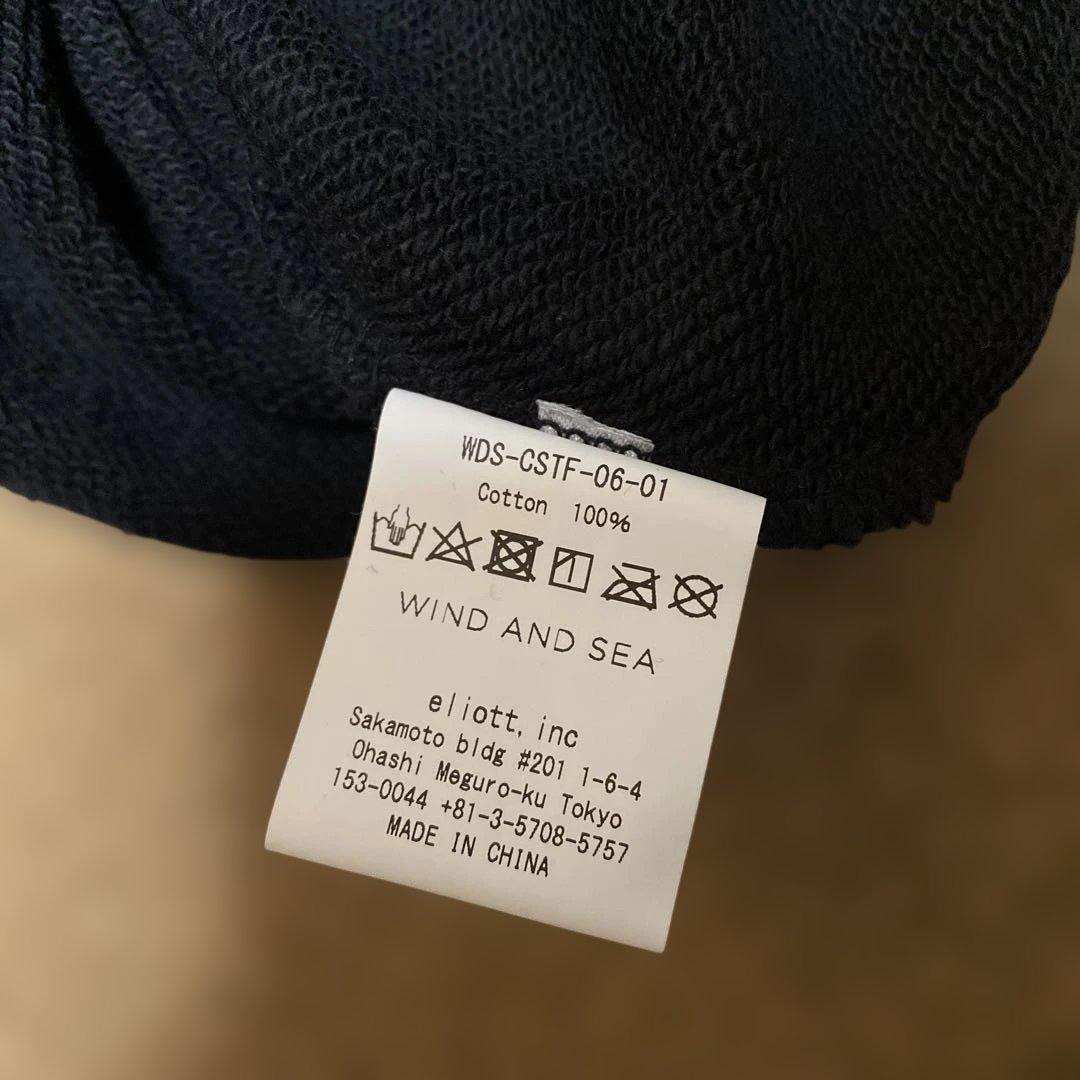 WDS-CSTF-06-01
Cotton 100%
WIND AND SEA
eliott, inc
Sakamoto bldg #201 1-6-4
Ohashi Meguro-ku Tokyo
153-0044 +81-3-5708-5757
MADE IN CHINA